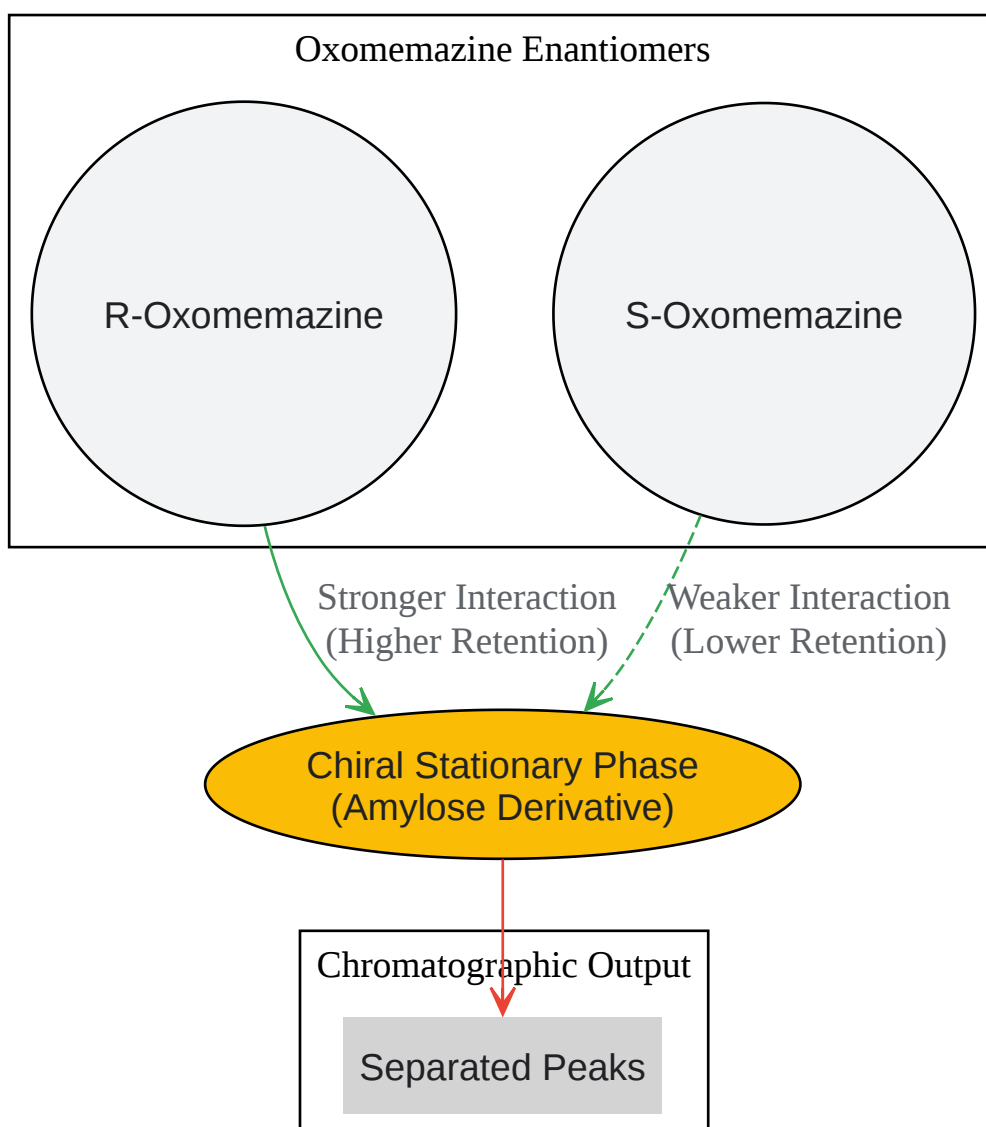 Oxomemazine Enantiomers
R-Oxomemazine
S-Oxomemazine
Stronger Interaction
(Higher Retention)
Weaker Interaction
(Lower Retention)
Chiral Stationary Phase
(Amylose Derivative)
Chromatographic Output
Separated Peaks